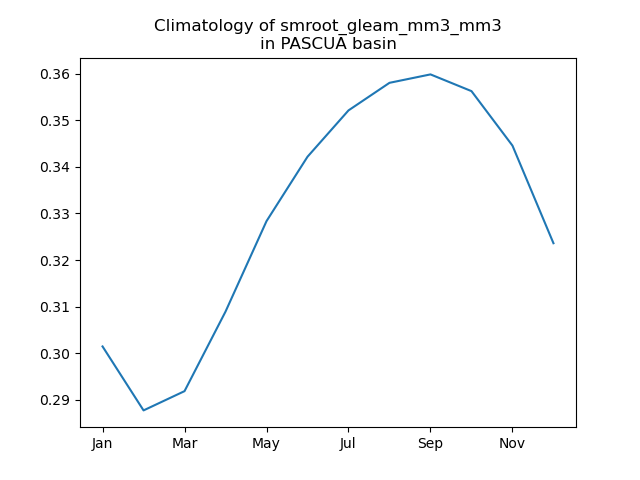 Climatology of smroot_gleam_mm3_mm3
in PASCUA basin
0.36
0.35
0.34
0.33
0.32
0.31
0.30
0.29
Jan Mar May Jul Sep Nov